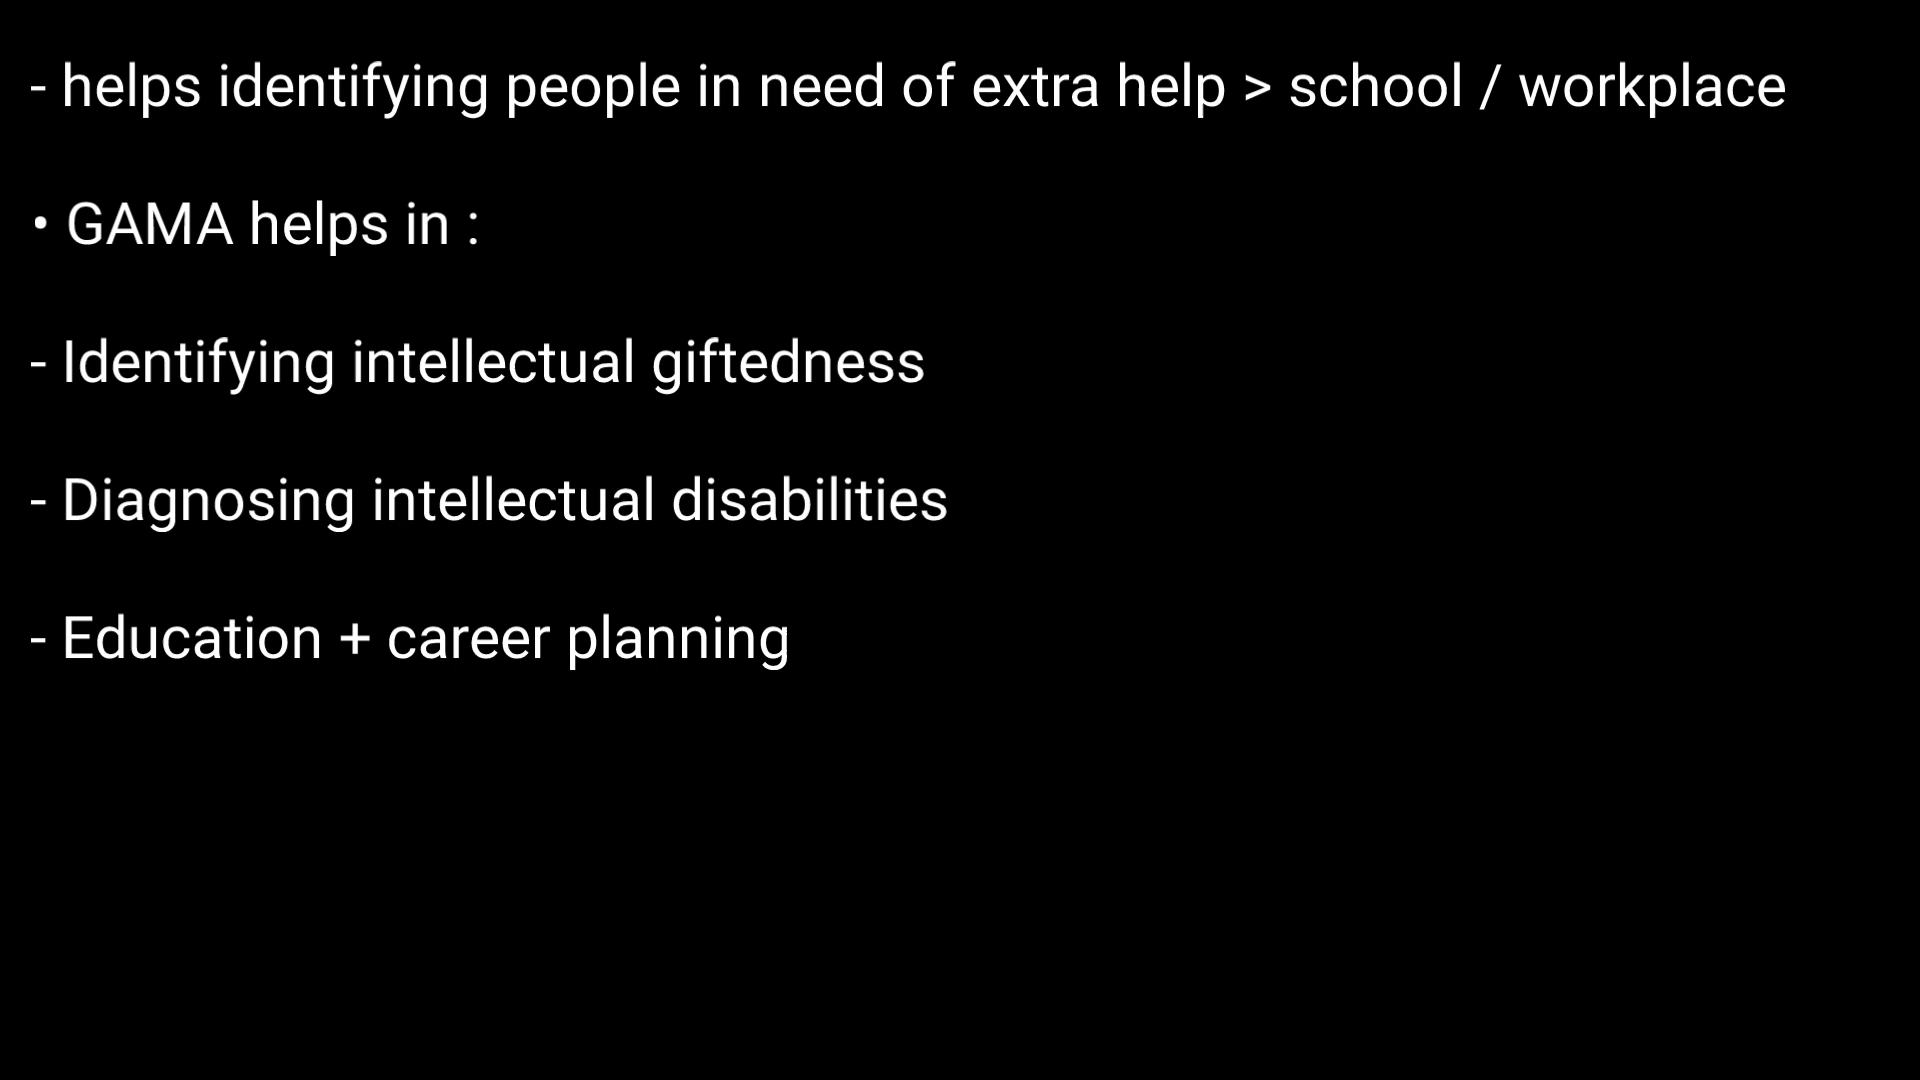 - helps identifying people in need of extra help > school / workplace
• GAMA helps in :
- Identifying intellectual giftedness
- Diagnosing intellectual disabilities
- Education + career planning